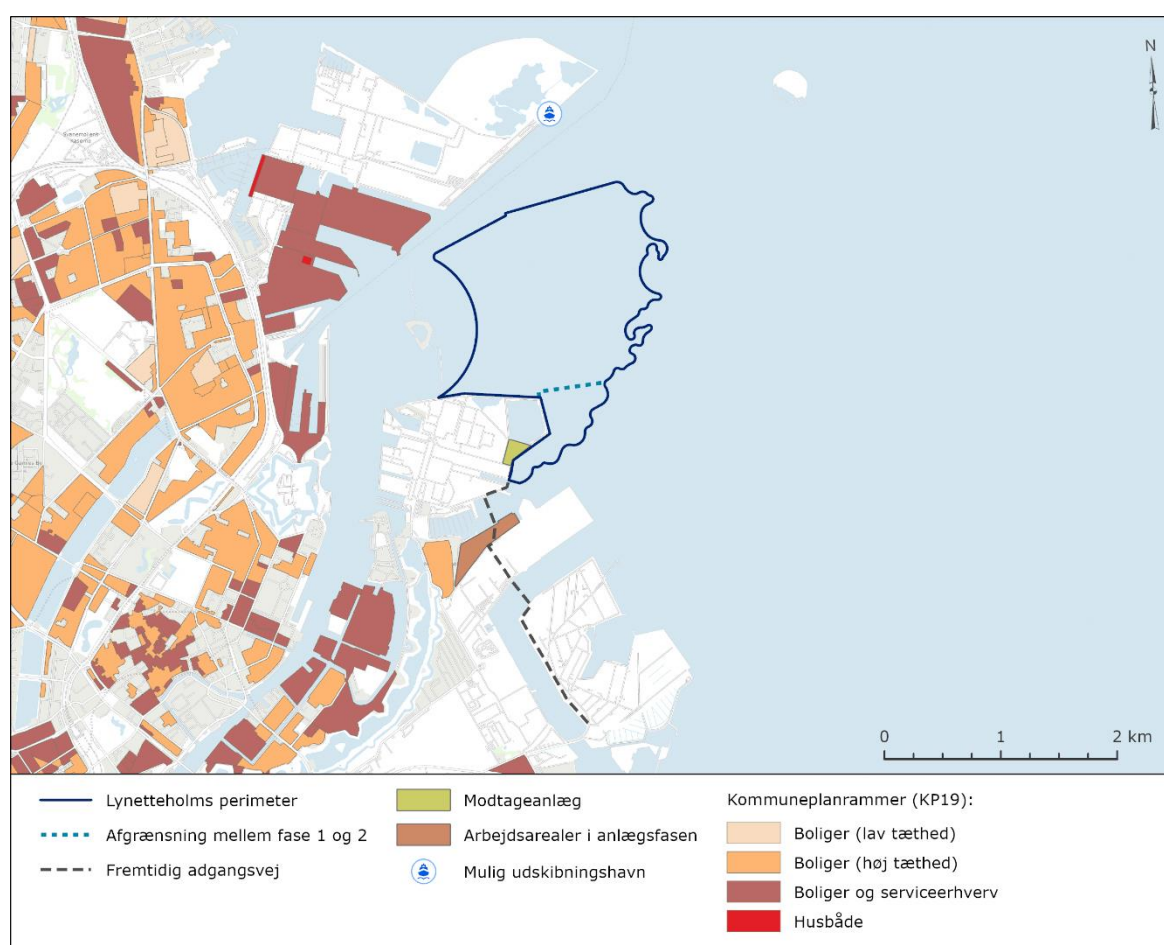 N
0
1
2 km
Lynetteholms perimeter
Afgrænsning mellem fase 1 og 2
Fremtidig adgangsvej
Modtageanlæg
Arbejdsarealer i anlægsfasen
Mulig udskibningshavn
Kommuneplanrammer (KP19):
Boliger (lav tæthed)
Boliger (høj tæthed)
Boliger og serviceerhverv
Husbåde